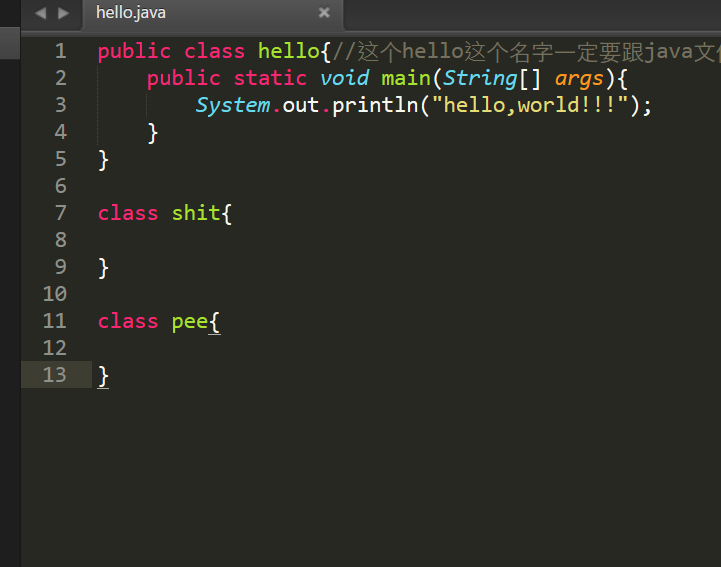 hello.java
1 public class hello{//这个hello这个名字一定要跟java文
2 public static void main(String[] args){
3 System.out.println("hello,world!!!");
4 }
5 }
6
7 class shit{
8
9 }
10
11 class pee{
12
13 }